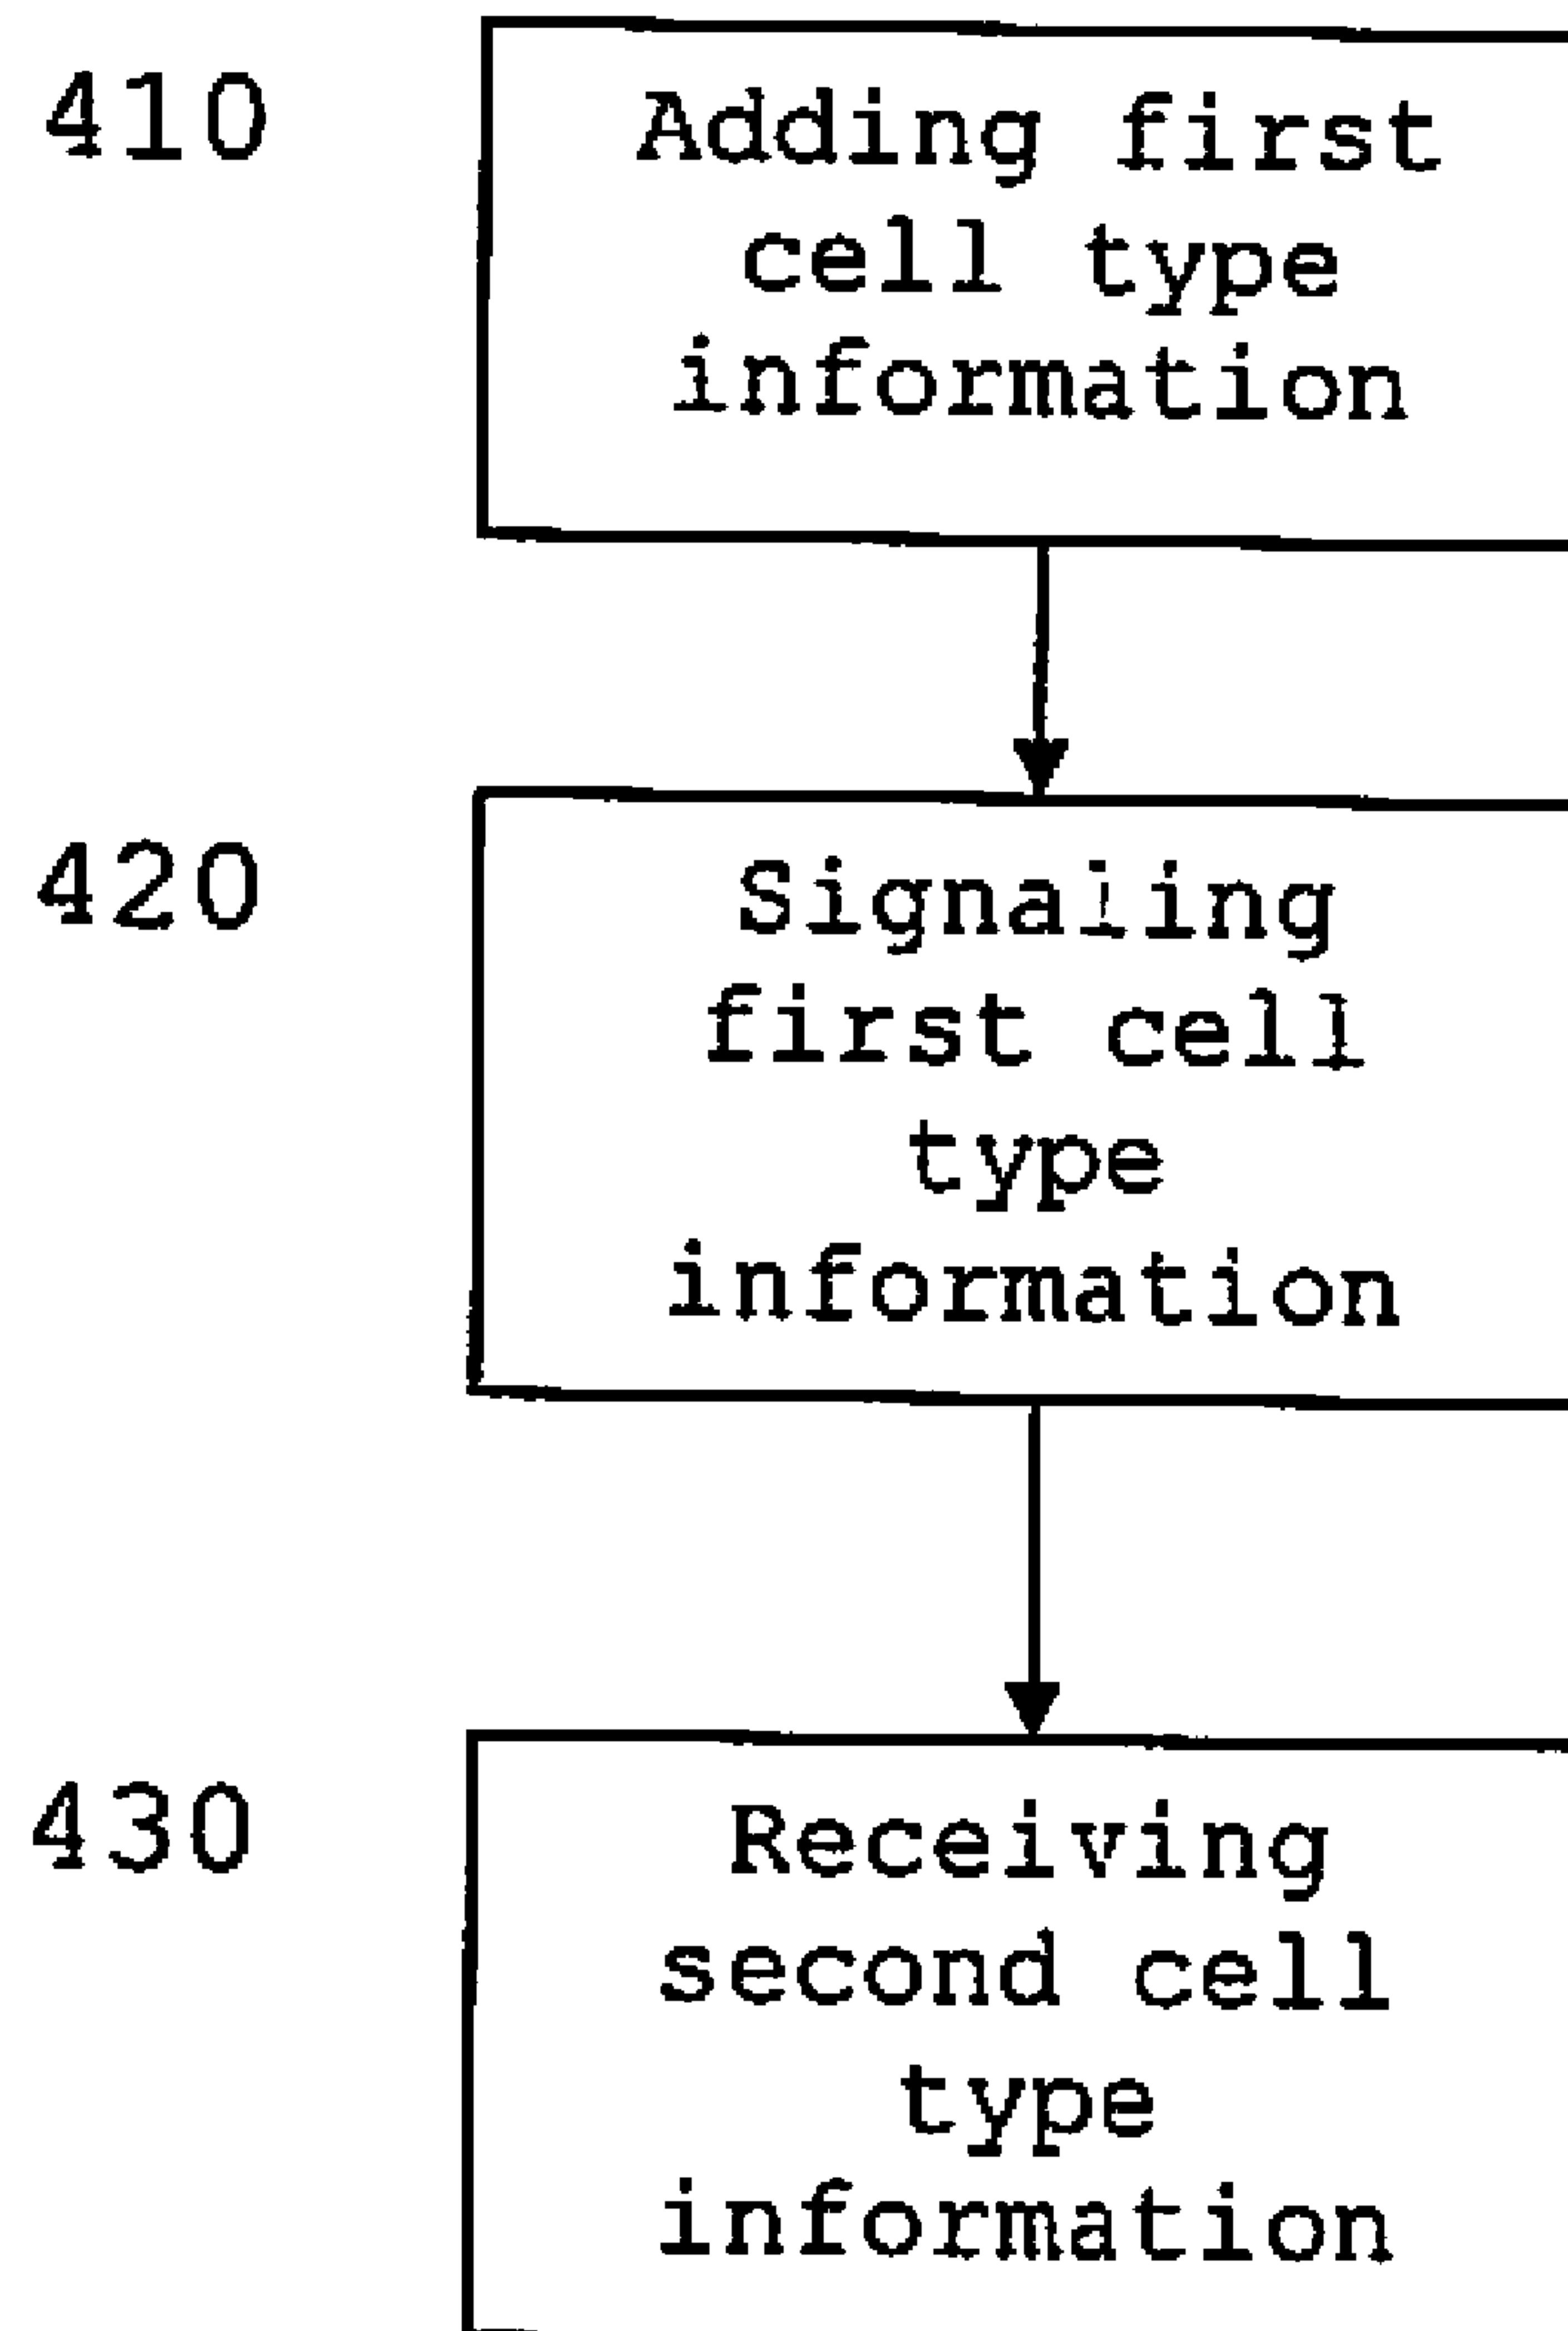 410
Adding first
cell type
information
420
Signaling
first cell
type
information
430
Receiving
second cell
type
information